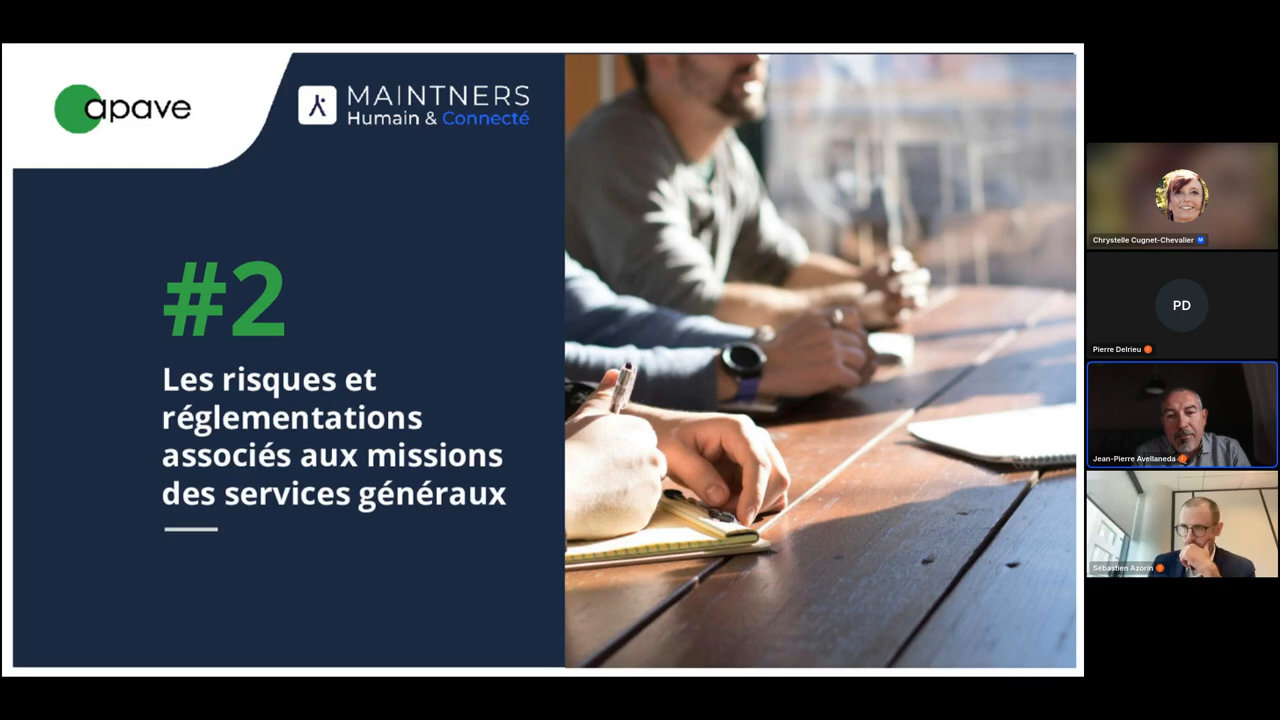 apave
MAINTNERS
Humain & Connecté
#2
Les risques et
réglementations
associés aux missions
des services généraux
Chrystelle Cugnet-Chevalier
PD
Pierre Delrieu
Jean-Pierre Avellaneda
Sébastien Azorin